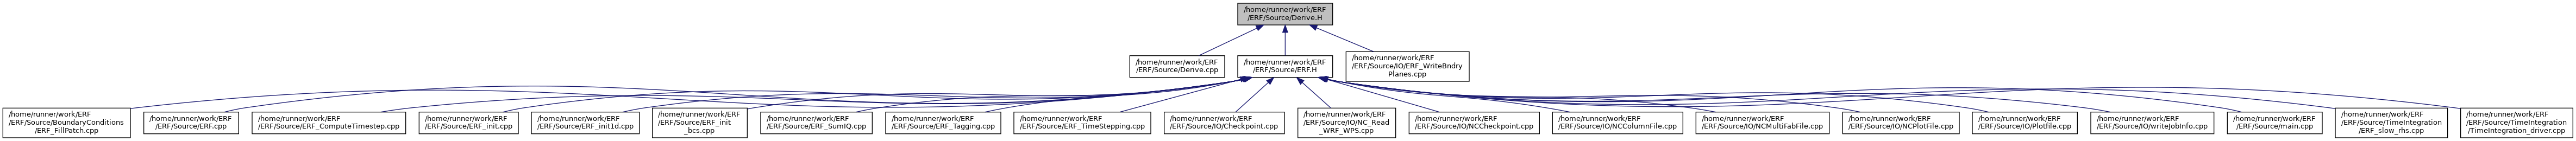 /home/runner/work/ERF
/ERF/Source/Derive.H
/home/runner/work/ERF
/ERF/Source/Derive.cpp
/home/runner/work/ERF
/ERF/Source/ERF.H
/home/runner/work/ERF
/ERF/Source/IO/ERF_WriteBndry
Planes.cpp
/home/runner/work/ERF
/ERF/Source/BoundaryConditions
/ERF_FillPatch.cpp
/home/runner/work/ERF
/ERF/Source/ERF.cpp
/home/runner/work/ERF
/ERF/Source/ERF_ComputeTimestep.cpp
/home/runner/work/ERF
/ERF/Source/ERF_init.cpp
/home/runner/work/ERF
/ERF/Source/ERF_init1d.cpp
/home/runner/work/ERF
/ERF/Source/ERF_init
_bcs.cpp
/home/runner/work/ERF
/ERF/Source/ERF_SumIQ.cpp
/home/runner/work/ERF
/ERF/Source/ERF_Tagging.cpp
/home/runner/work/ERF
/ERF/Source/ERF_TimeStepping.cpp
/home/runner/work/ERF
/ERF/Source/IO/Checkpoint.cpp
/home/runner/work/ERF
/ERF/Source/IO/NC_Read
_WRF_WPS.cpp
/home/runner/work/ERF
/ERF/Source/IO/NCCheckpoint.cpp
/home/runner/work/ERF
/ERF/Source/IO/NCColumnFile.cpp
/home/runner/work/ERF
/ERF/Source/IO/NCMultiFabFile.cpp
/home/runner/work/ERF
/ERF/Source/IO/NCPlotFile.cpp
/home/runner/work/ERF
/ERF/Source/IO/Plotfile.cpp
/home/runner/work/ERF
/ERF/Source/IO/writeJobInfo.cpp
/home/runner/work/ERF
/ERF/Source/main.cpp
/home/runner/work/ERF
/ERF/Source/TimeIntegration
/ERF_slow_rhs.cpp
/home/runner/work/ERF
/ERF/Source/TimeIntegration
/TimeIntegration_driver.cpp